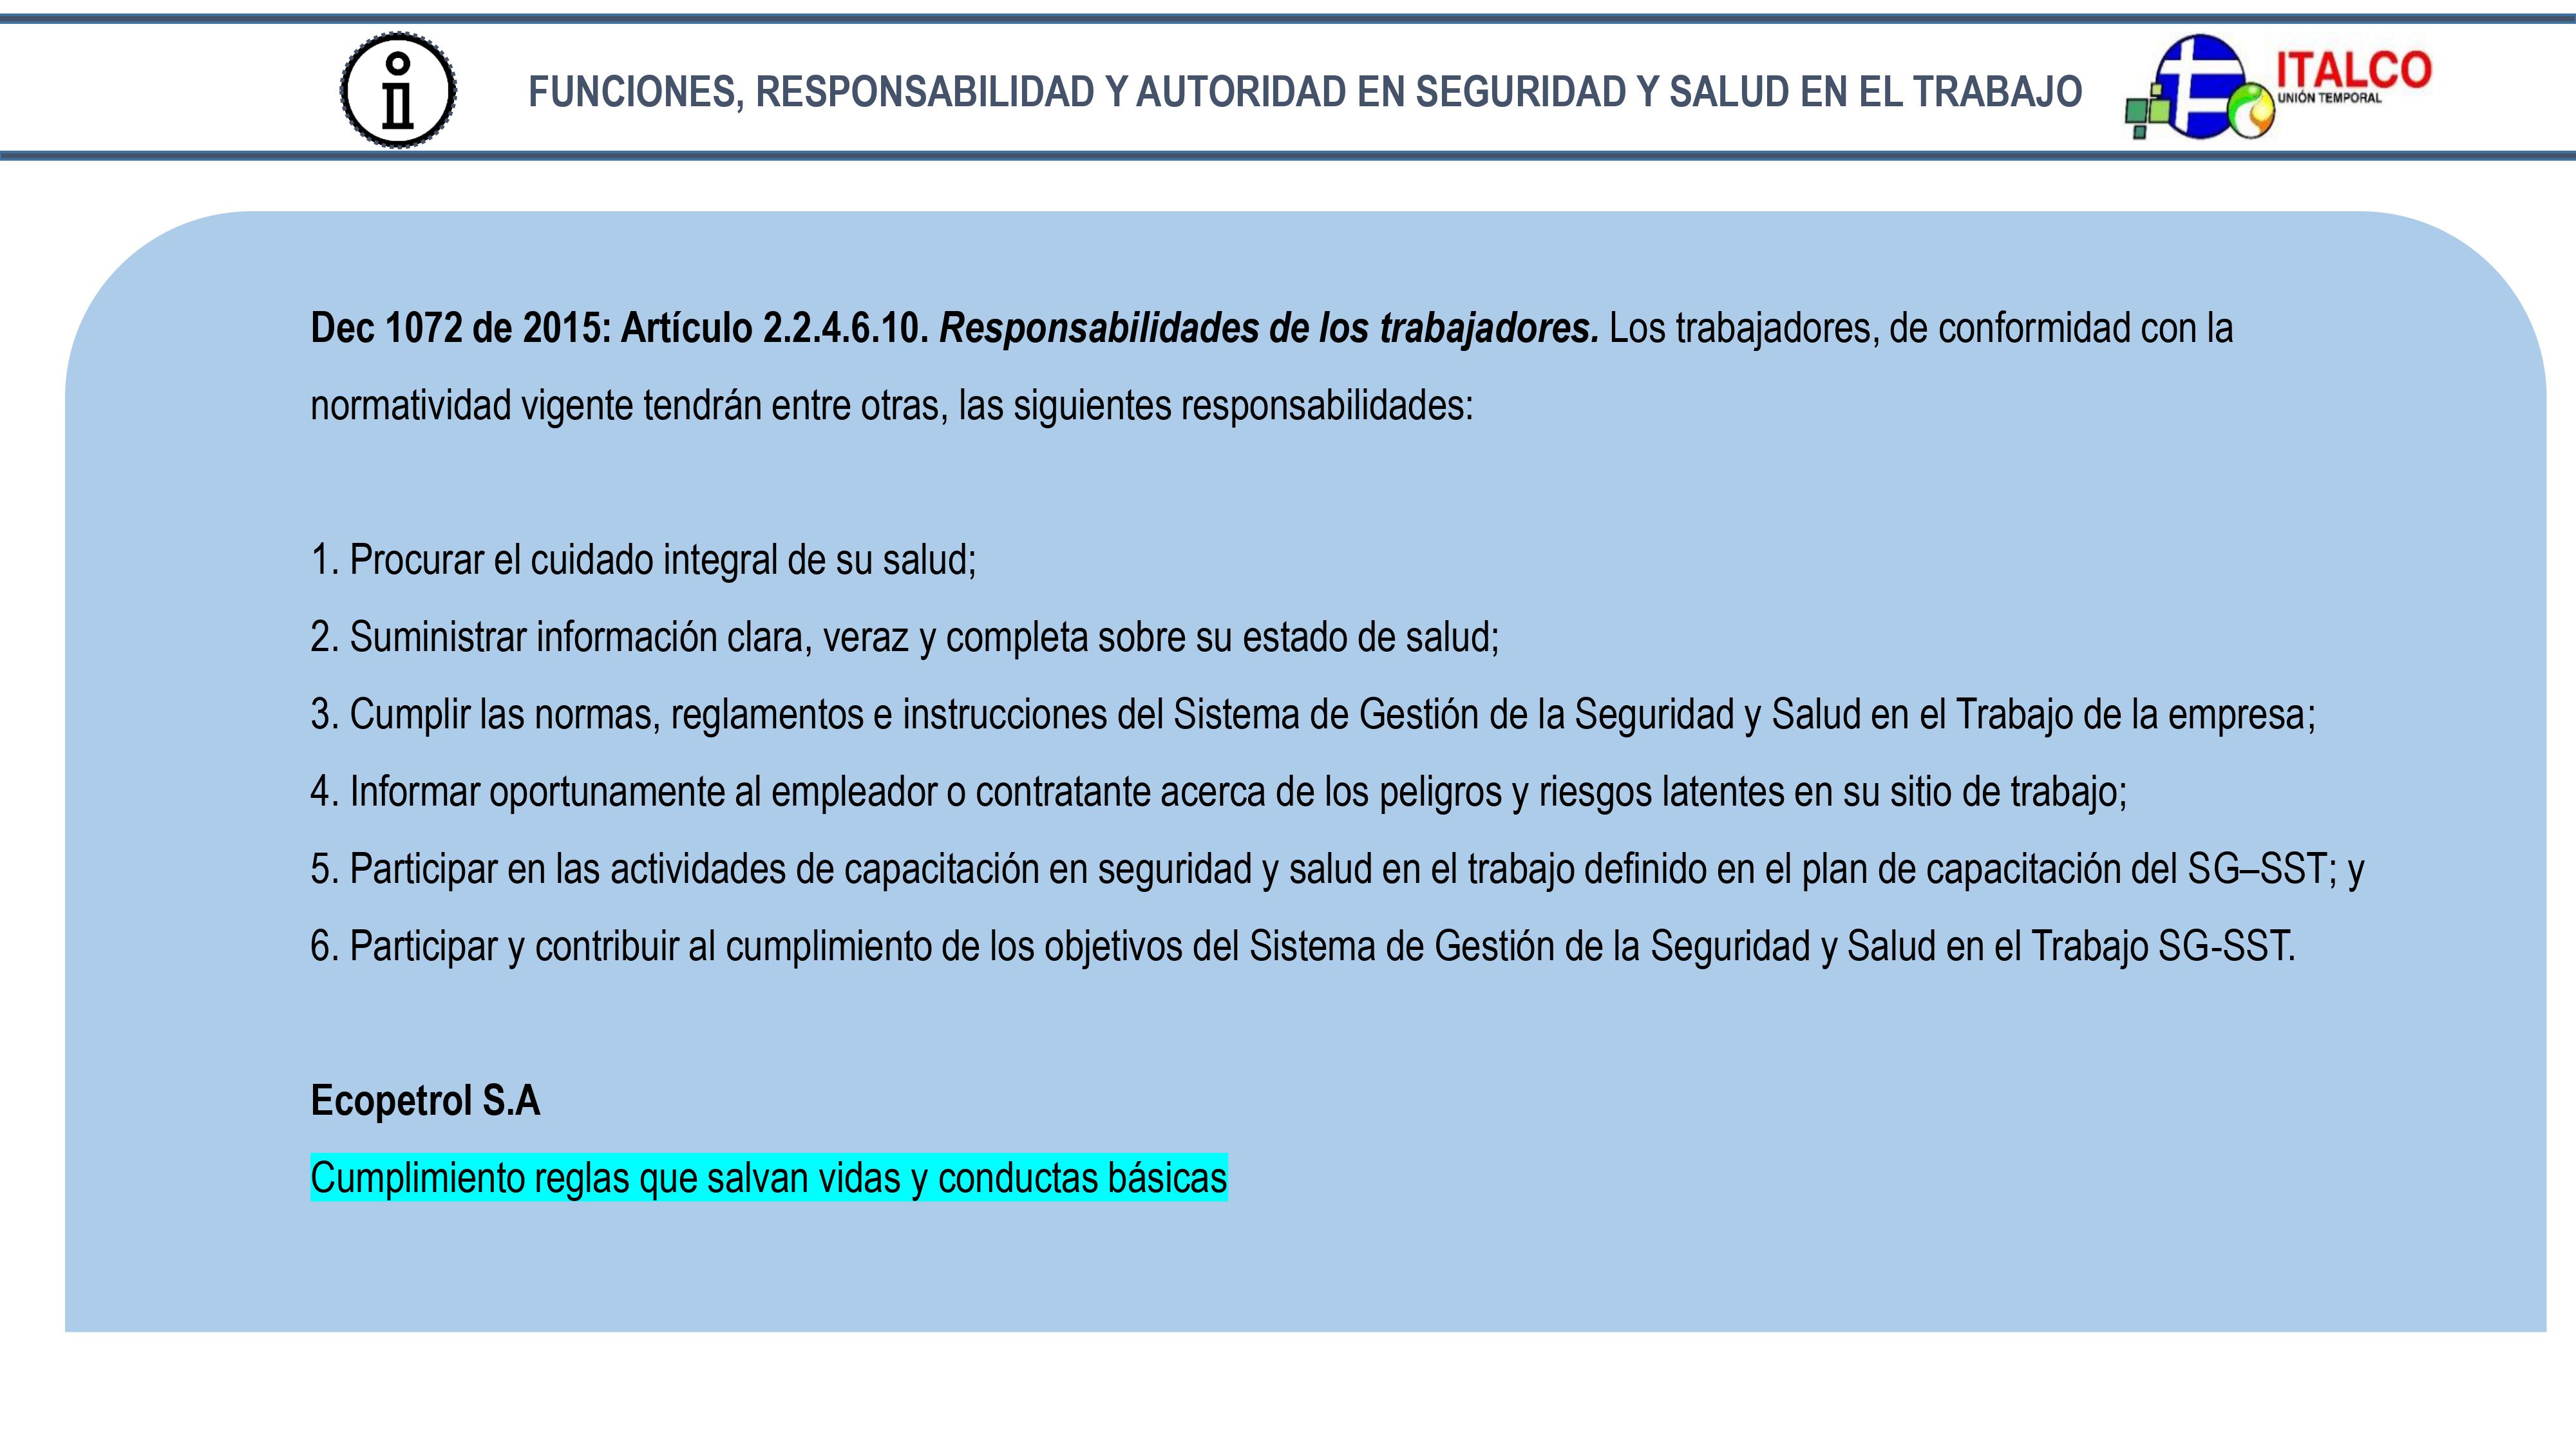 FUNCIONES, RESPONSABILIDAD Y AUTORIDAD EN SEGURIDAD Y SALUD EN EL TRABAJO
ITALCO
UNIÓN TEMPORAL
Dec 1072 de 2015: Artículo 2.2.4.6.10. Responsabilidades de los trabajadores. Los trabajadores, de conformidad con la
normatividad vigente tendrán entre otras, las siguientes responsabilidades:
1. Procurar el cuidado integral de su salud;
2. Suministrar información clara, veraz y completa sobre su estado de salud;
3. Cumplir las normas, reglamentos e instrucciones del Sistema de Gestión de la Seguridad y Salud en el Trabajo de la empresa;
4. Informar oportunamente al empleador o contratante acerca de los peligros y riesgos latentes en su sitio de trabajo;
5. Participar en las actividades de capacitación en seguridad y salud en el trabajo definido en el plan de capacitación del SG–SST; y
6. Participar y contribuir al cumplimiento de los objetivos del Sistema de Gestión de la Seguridad y Salud en el Trabajo SG-SST.
Ecopetrol S.A
Cumplimiento reglas que salvan vidas y conductas básicas